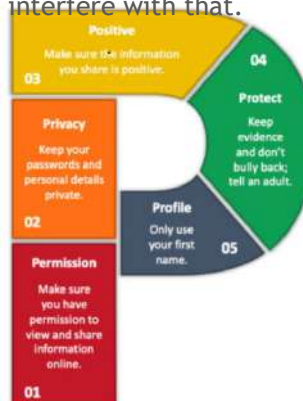 interfere with that.
Positive
Make sure the information
you share is positive.
03
04
Protect
Keep
evidence
and don't
bully back;
tell an adult.
Privacy
Keep your
passwords and
personal details
private.
02
Profile
Only use
your first
name.
05
Permission
Make sure
you have
permission to
view and share
information
online.
01